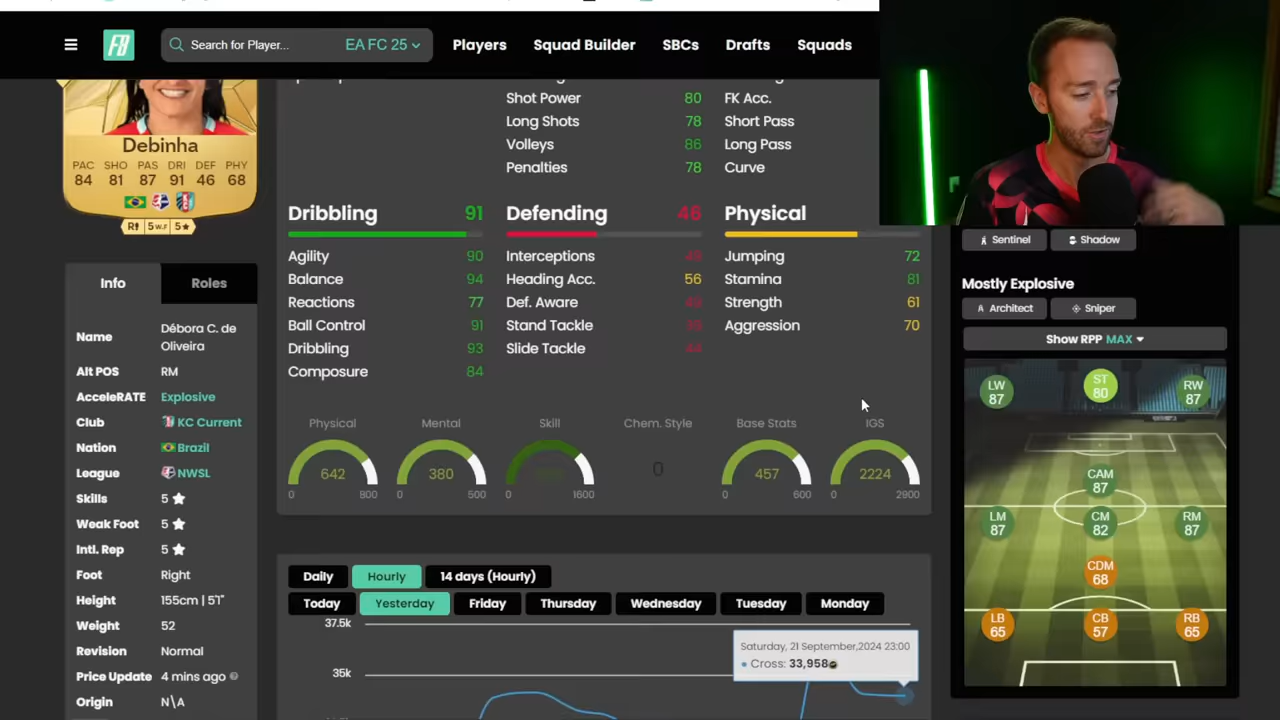 FB
Search for Player...
EA FC 25
Players
Squad Builder
SBCs
Drafts
Squads
Debinha
PAC SHO PAS DRI DEF PHY
84 81 87 91 46 68
R 5 W.F 5★
Info
Roles
Name Débora C. de Oliveira
Alt POS RM
AcceleRATE Explosive
Club KC Current
Nation Brazil
League NWSL
Skills 5 ★
Weak Foot 5 ★
Intl. Rep 5 ★
Foot Right
Height 155cm | 5'1"
Weight 52
Revision Normal
Price Update 4 mins ago
Origin N\A
Shot Power 80
Long Shots 78
Volleys 86
Penalties 78
FK Acc.
Short Pass
Long Pass
Curve
Dribbling 91
Agility 90
Balance 94
Reactions 77
Ball Control 91
Dribbling 93
Composure 84
Defending 46
Interceptions 49
Heading Acc. 56
Def. Aware
Stand Tackle
Slide Tackle 44
Physical
Jumping 72
Stamina 81
Strength 61
Aggression 70
Physical
642
0 800
Mental
380
0 500
Skill
0 1600
Chem. Style
0
Base Stats
457
0 600
IGS
2224
0 2900
Daily
Hourly
14 days (Hourly)
Today
Yesterday
Friday
Thursday
Wednesday
Tuesday
Monday
37.5k
35k
Saturday, 21 September,2024 23:00
Cross: 33,958
Sentinel
Shadow
Mostly Explosive
Architect
Sniper
Show RPP MAX
LW 87
ST 80
RW 87
CAM 87
LM 87
CM 82
RM 87
CDM 68
LB 65
CB 57
RB 65